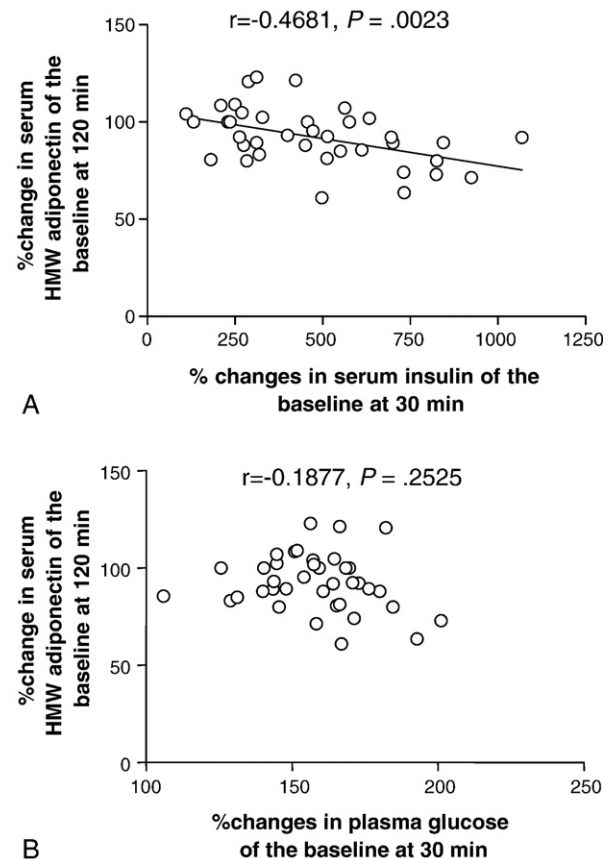 r=-0.4681, P = .0023
150
100
50
0
%change in serum
HMW adiponectin of the
baseline at 120 min
0 250 500 750 1000 1250
% changes in serum insulin of the
baseline at 30 min
A
r=-0.1877, P = .2525
150
100
50
0
%change in serum
HMW adiponectin of the
baseline at 120 min
100 150 200 250
%changes in plasma glucose
of the baseline at 30 min
B